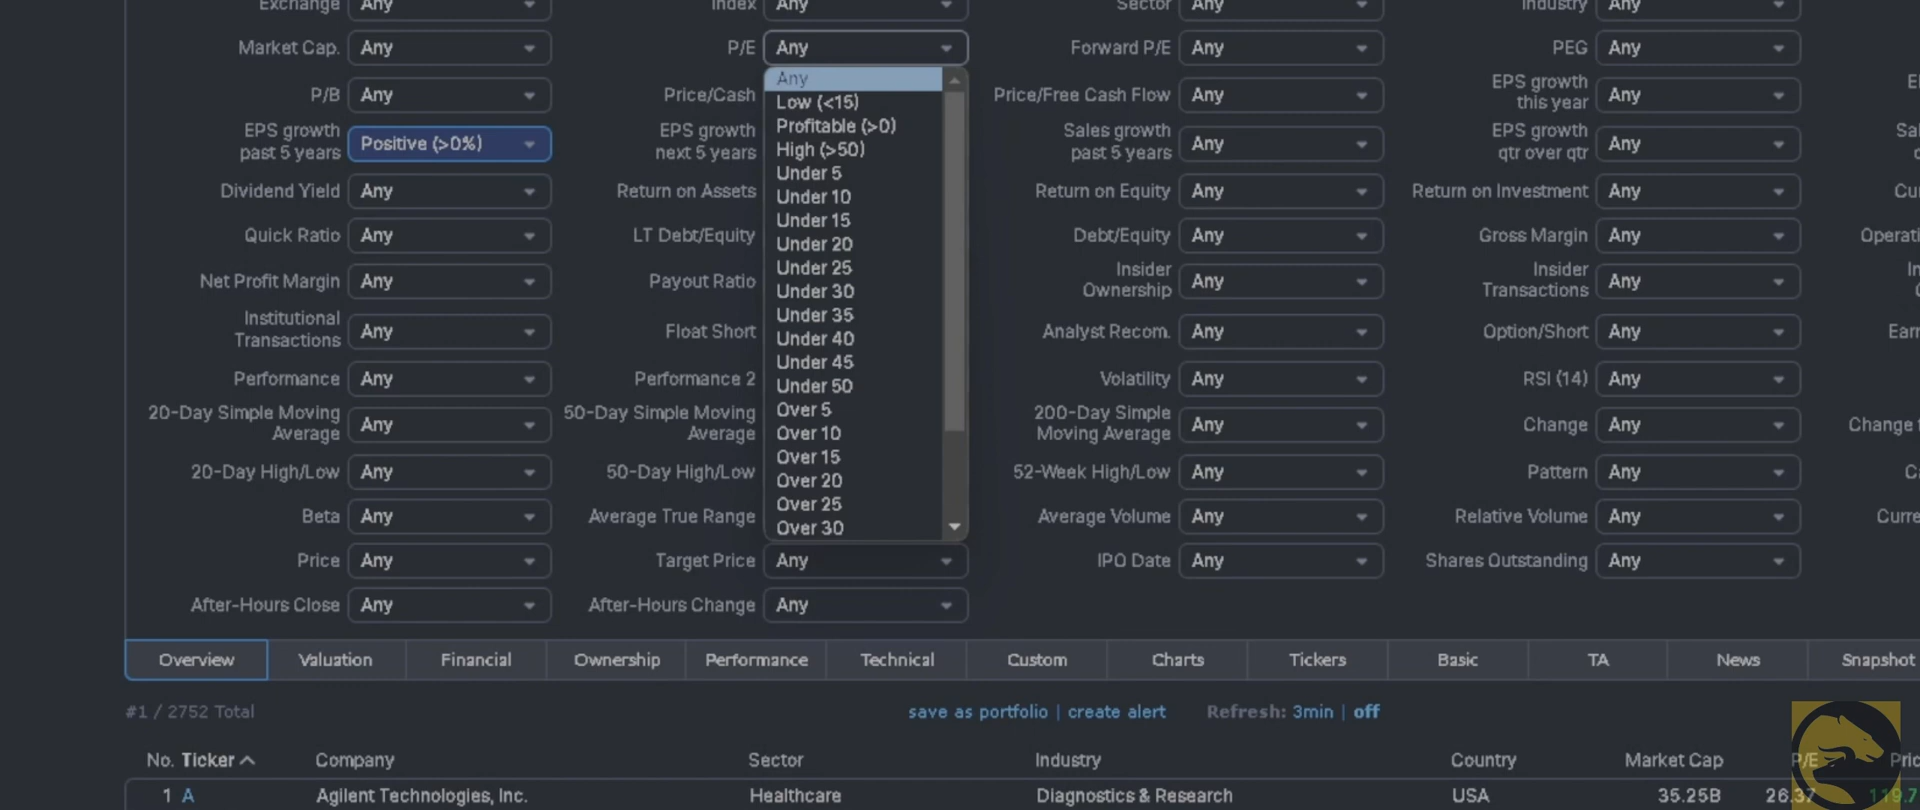 Exchange Any Index Any Sector Any Industry Any
Market Cap. Any P/E Any Forward P/E Any PEG Any
P/B Any Price/Cash Price/Free Cash Flow Any EPS growth this year Any
EPS growth past 5 years Positive (>0%) EPS growth next 5 years Sales growth past 5 years Any EPS growth qtr over qtr Any
Dividend Yield Any Return on Assets Return on Equity Any Return on Investment Any
Quick Ratio Any LT Debt/Equity Debt/Equity Any Gross Margin Any
Net Profit Margin Any Payout Ratio Insider Ownership Any Insider Transactions Any
Institutional Transactions Any Float Short Analyst Recom. Any Option/Short Any
Performance Any Performance 2 Volatility Any RSI (14) Any
20-Day Simple Moving Average Any 50-Day Simple Moving Average 200-Day Simple Moving Average Any Change Any Change
20-Day High/Low Any 50-Day High/Low 52-Week High/Low Any Pattern Any
Beta Any Average True Range Average Volume Any Relative Volume Any
Price Any Target Price Any IPO Date Any Shares Outstanding Any
After-Hours Close Any After-Hours Change Any
Any
Low (<15)
Profitable (>0)
High (>50)
Under 5
Under 10
Under 15
Under 20
Under 25
Under 30
Under 35
Under 40
Under 45
Under 50
Over 5
Over 10
Over 15
Over 20
Over 25
Over 30
Overview Valuation Financial Ownership Performance Technical Custom Charts Tickers Basic TA News Snapshot
#1 / 2752 Total save as portfolio | create alert Refresh: 3min | off
No. Ticker Company Sector Industry Country Market Cap P/E
1 A Agilent Technologies, Inc. Healthcare Diagnostics & Research USA 35.25B 26.37